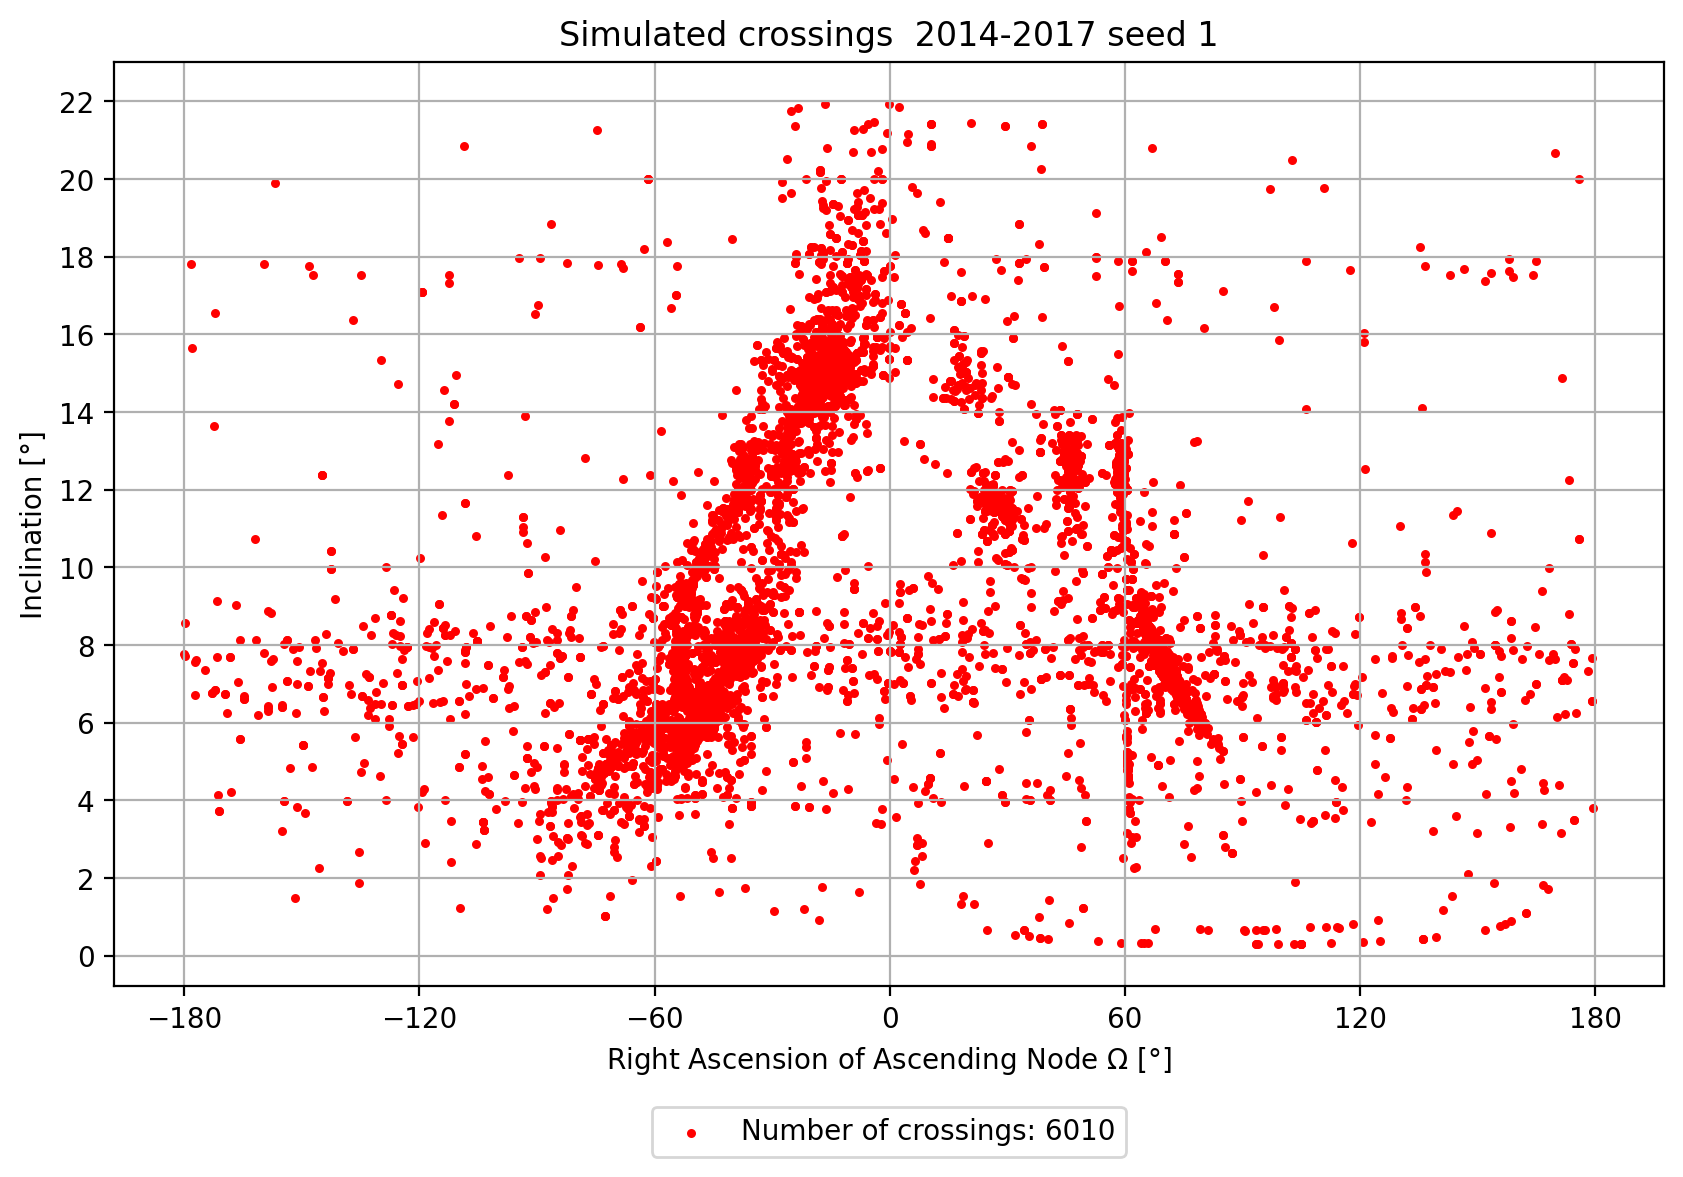 Simulated crossings  2014-2017 seed 1
22
20
18
16
14
12
10
8
6
4
2
0
Inclination [°]
−180 −120 −60 0 60 120 180
Right Ascension of Ascending Node Ω [°]
Number of crossings: 6010